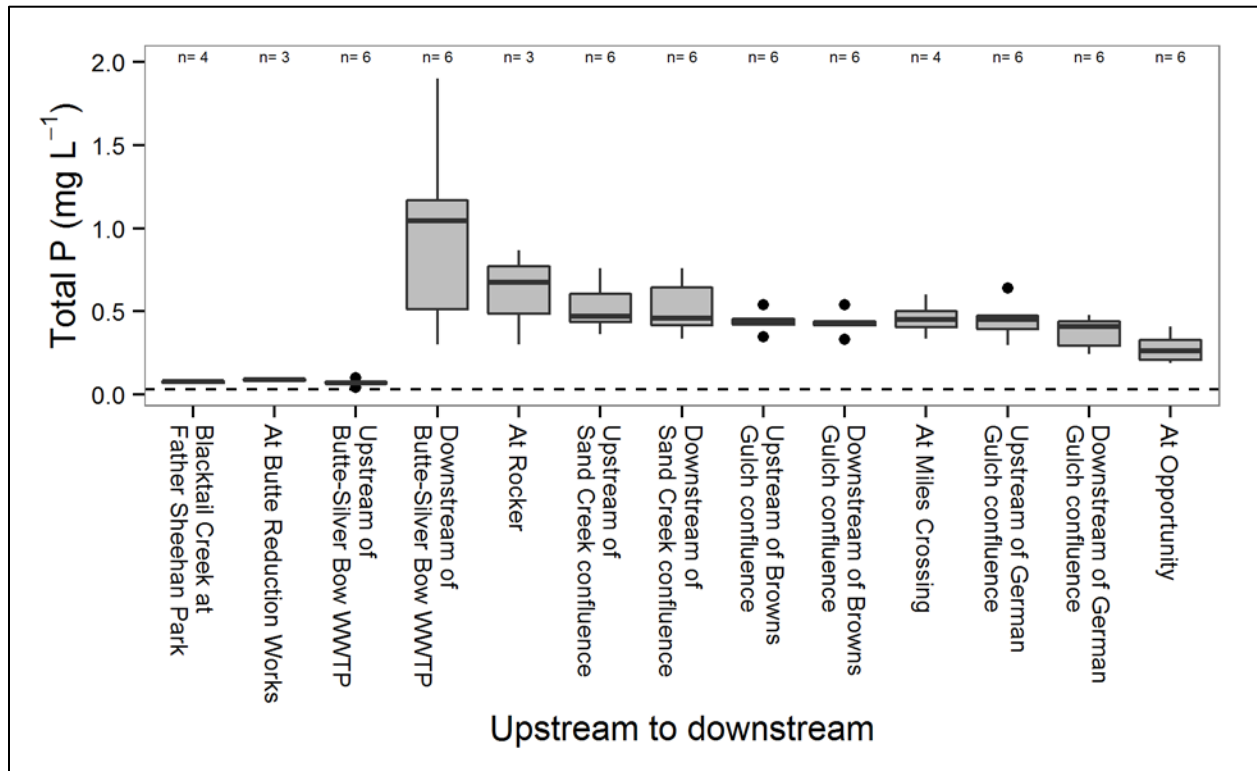 n= 4 n= 3 n= 6 n= 6 n= 3 n= 6 n= 6 n= 6 n= 6 n= 4 n= 6 n= 6 n= 6
Total P (mg L⁻¹)
2.0
1.5
1.0
0.5
0.0
Blacktail Creek at
Father Sheehan Park
At Butte Reduction Works
Upstream of
Butte-Silver Bow WWTP
Downstream of
Butte-Silver Bow WWTP
At Rocker
Upstream of
Sand Creek confluence
Downstream of
Sand Creek confluence
Upstream of Browns
Gulch confluence
Downstream of Browns
Gulch confluence
At Miles Crossing
Upstream of German
Gulch confluence
Downstream of German
Gulch confluence
At Opportunity
Upstream to downstream